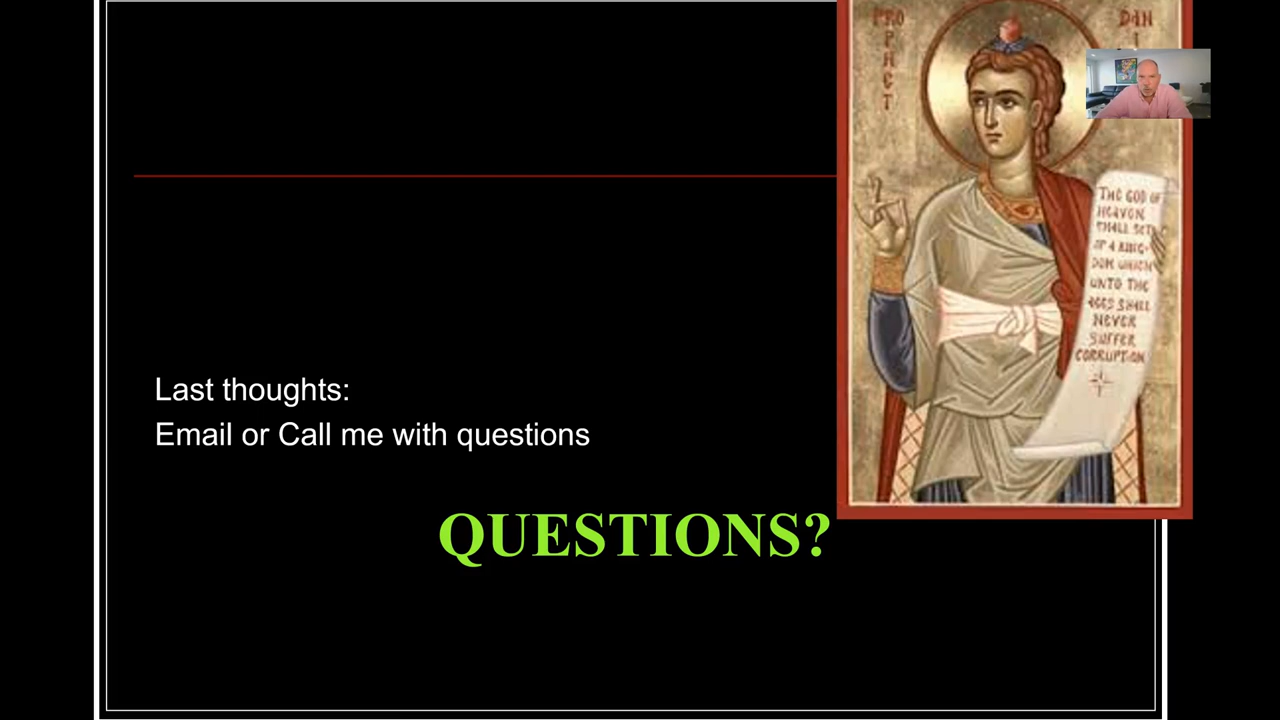 PROPHET
DANI
THE GOD OF
HEAVEN
SHALL SET
UP A KING-
DOM WHICH
UNTO THE
AGES SHALL
NEVER
SUFFER
CORRUPTION
Last thoughts:
Email or Call me with questions
QUESTIONS?